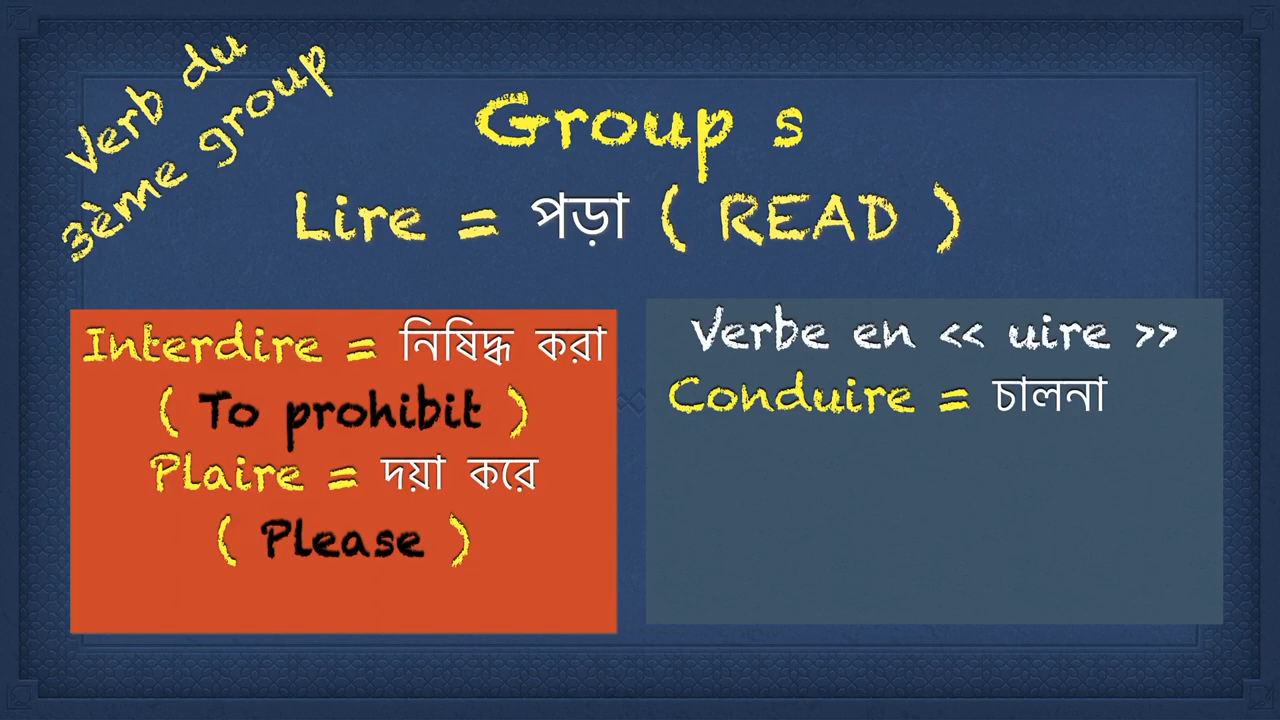 Verb du
3ème group
Group s
Lire = পড়া ( READ )
Interdire = নিষিদ্ধ করা
( To prohibit )
Plaire = দয়া করে
( Please )
Verbe en << uire >>
Conduire = চালনা